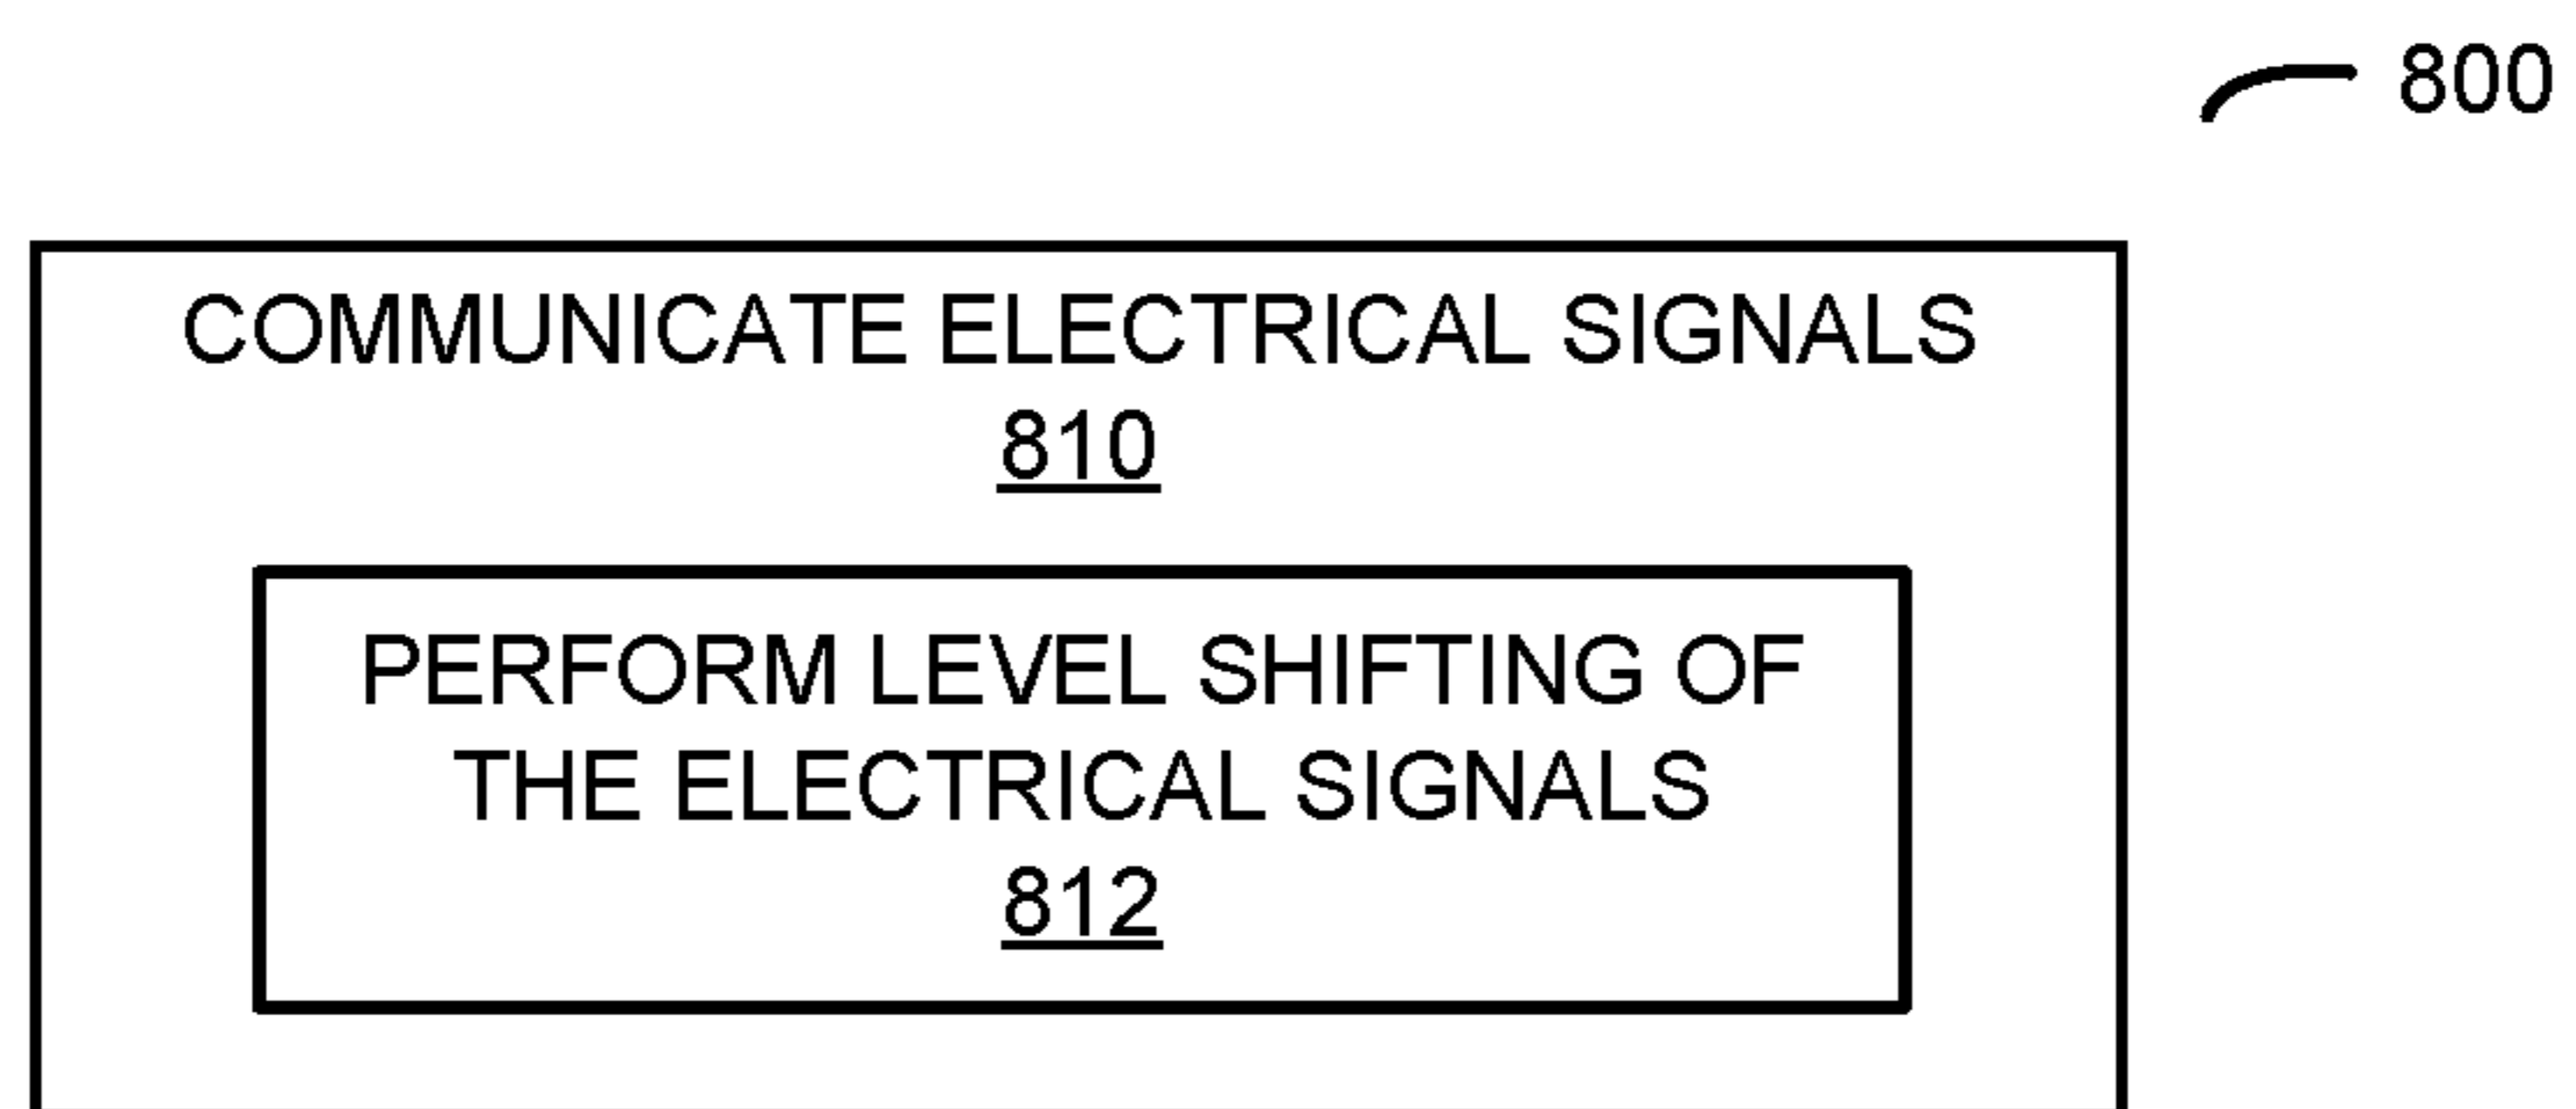 800
COMMUNICATE ELECTRICAL SIGNALS
810
PERFORM LEVEL SHIFTING OF
THE ELECTRICAL SIGNALS
812